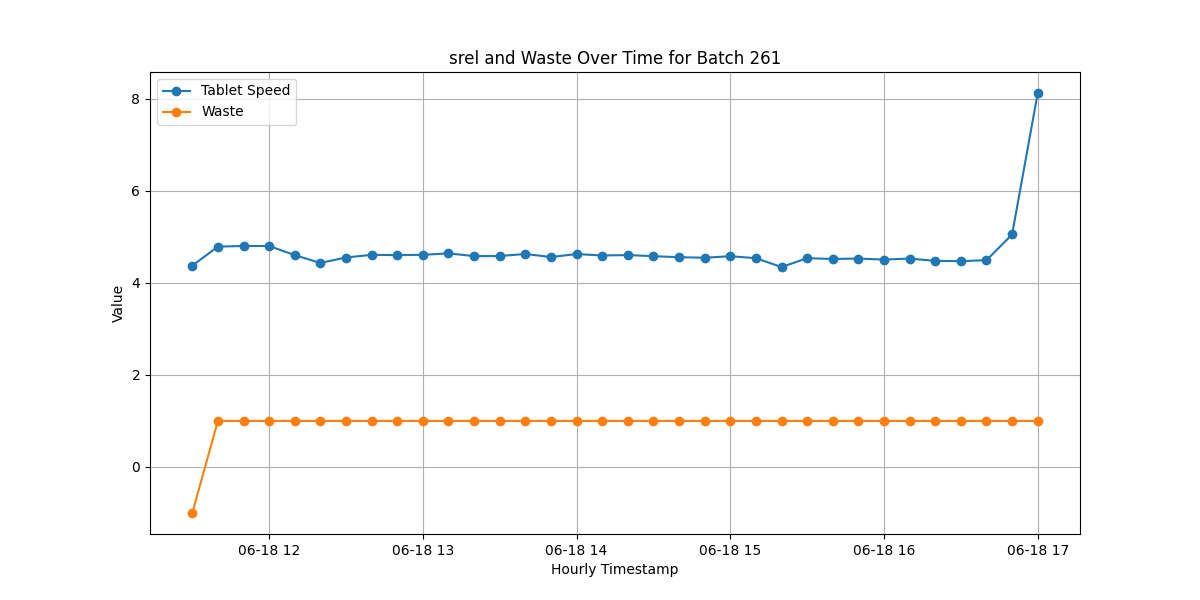 srel and Waste Over Time for Batch 261
Tablet Speed
Waste
8
6
4
2
0
Value
06-18 12 06-18 13 06-18 14 06-18 15 06-18 16 06-18 17
Hourly Timestamp